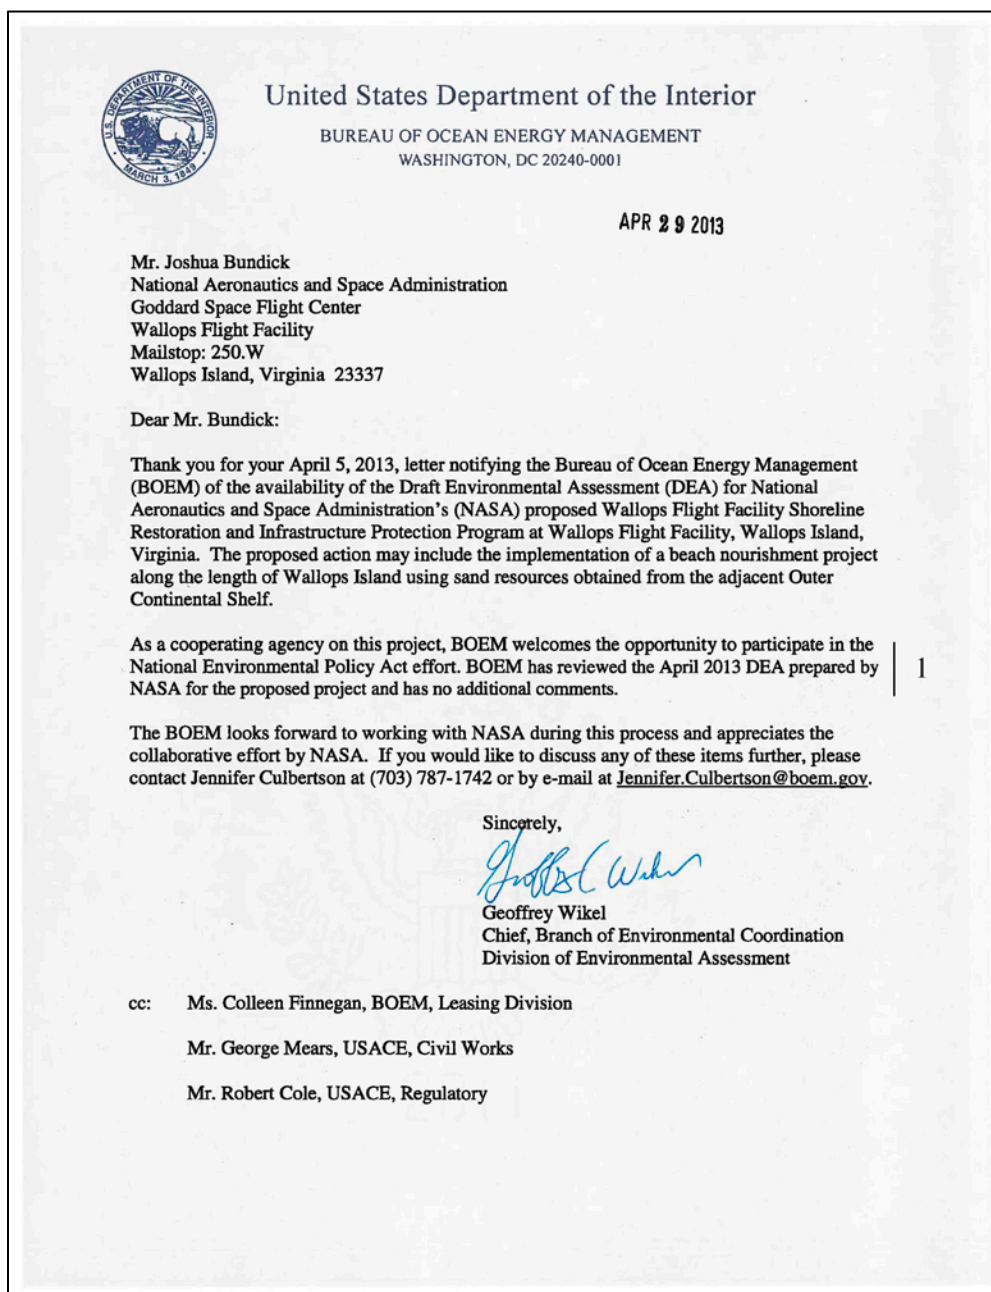 U.S. DEPARTMENT OF THE INTERIOR
MARCH 3, 1849
United States Department of the Interior
BUREAU OF OCEAN ENERGY MANAGEMENT
WASHINGTON, DC 20240-0001
APR 29 2013
Mr. Joshua Bundick
National Aeronautics and Space Administration
Goddard Space Flight Center
Wallops Flight Facility
Mailstop: 250.W
Wallops Island, Virginia 23337
Dear Mr. Bundick:
Thank you for your April 5, 2013, letter notifying the Bureau of Ocean Energy Management
(BOEM) of the availability of the Draft Environmental Assessment (DEA) for National
Aeronautics and Space Administration's (NASA) proposed Wallops Flight Facility Shoreline
Restoration and Infrastructure Protection Program at Wallops Flight Facility, Wallops Island,
Virginia. The proposed action may include the implementation of a beach nourishment project
along the length of Wallops Island using sand resources obtained from the adjacent Outer
Continental Shelf.
As a cooperating agency on this project, BOEM welcomes the opportunity to participate in the
National Environmental Policy Act effort. BOEM has reviewed the April 2013 DEA prepared by
NASA for the proposed project and has no additional comments.
1
The BOEM looks forward to working with NASA during this process and appreciates the
collaborative effort by NASA. If you would like to discuss any of these items further, please
contact Jennifer Culbertson at (703) 787-1742 or by e-mail at Jennifer.Culbertson@boem.gov.
Sincerely,
Geoffrey Wikel
Chief, Branch of Environmental Coordination
Division of Environmental Assessment
cc: Ms. Colleen Finnegan, BOEM, Leasing Division
Mr. George Mears, USACE, Civil Works
Mr. Robert Cole, USACE, Regulatory